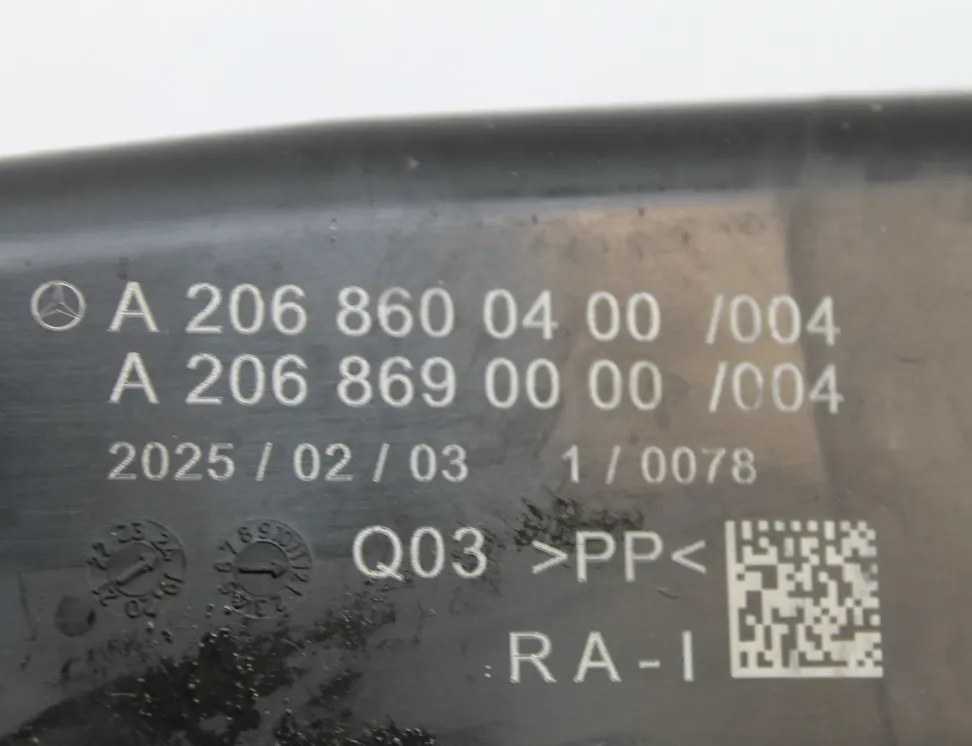 A 206 860 04 00 /004
A 206 869 00 00 /004
2025 / 02 / 03 1 / 0078
Q03 >PP<
RA-I